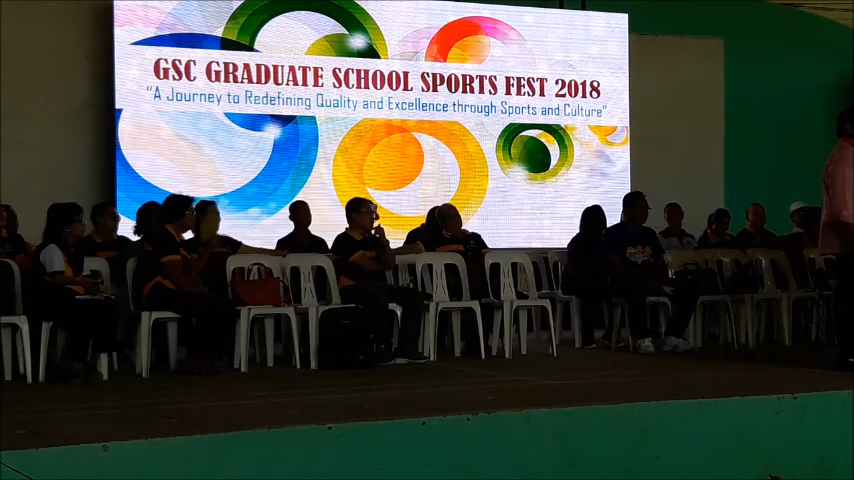 GSC GRADUATE SCHOOL SPORTS FEST 2018
"A Journey to Redefining Quality and Excellence through Sports and Culture"